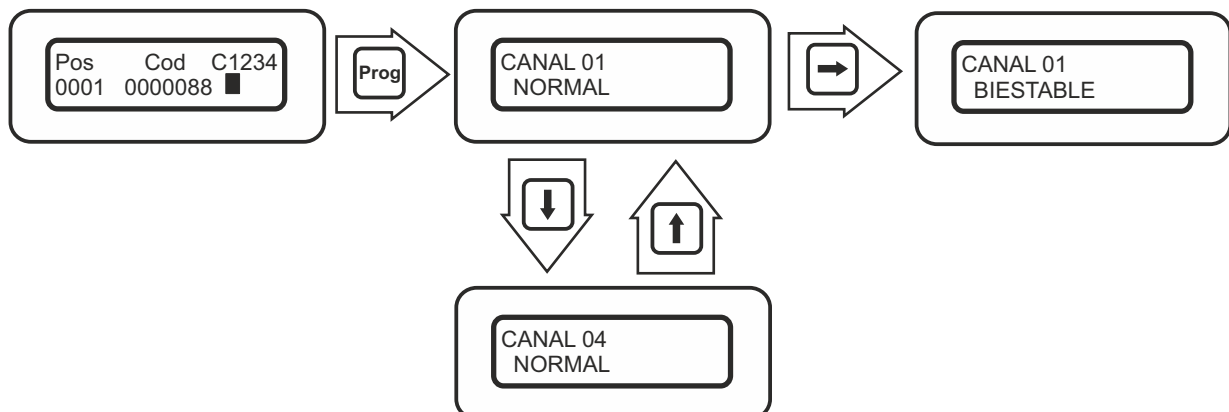 Pos Cod C1234
0001 0000088
Prog
CANAL 01
NORMAL
CANAL 01
BIESTABLE
CANAL 04
NORMAL